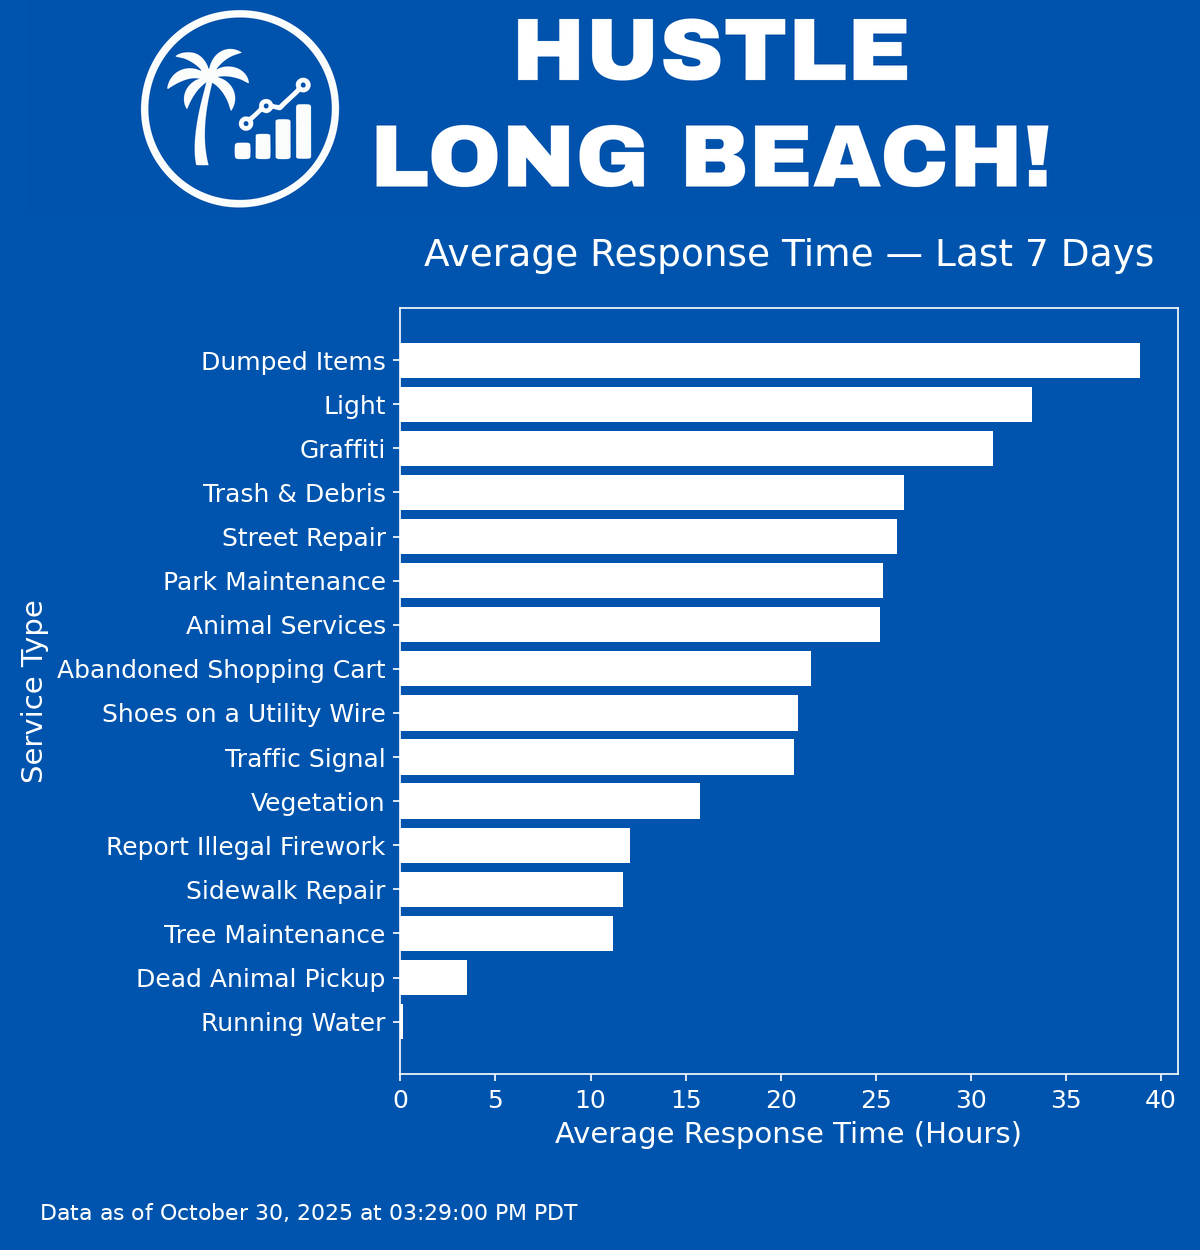 HUSTLE
LONG BEACH!
Average Response Time — Last 7 Days
Service Type
Dumped Items
Light
Graffiti
Trash & Debris
Street Repair
Park Maintenance
Animal Services
Abandoned Shopping Cart
Shoes on a Utility Wire
Traffic Signal
Vegetation
Report Illegal Firework
Sidewalk Repair
Tree Maintenance
Dead Animal Pickup
Running Water
0 5 10 15 20 25 30 35 40
Average Response Time (Hours)
Data as of October 30, 2025 at 03:29:00 PM PDT